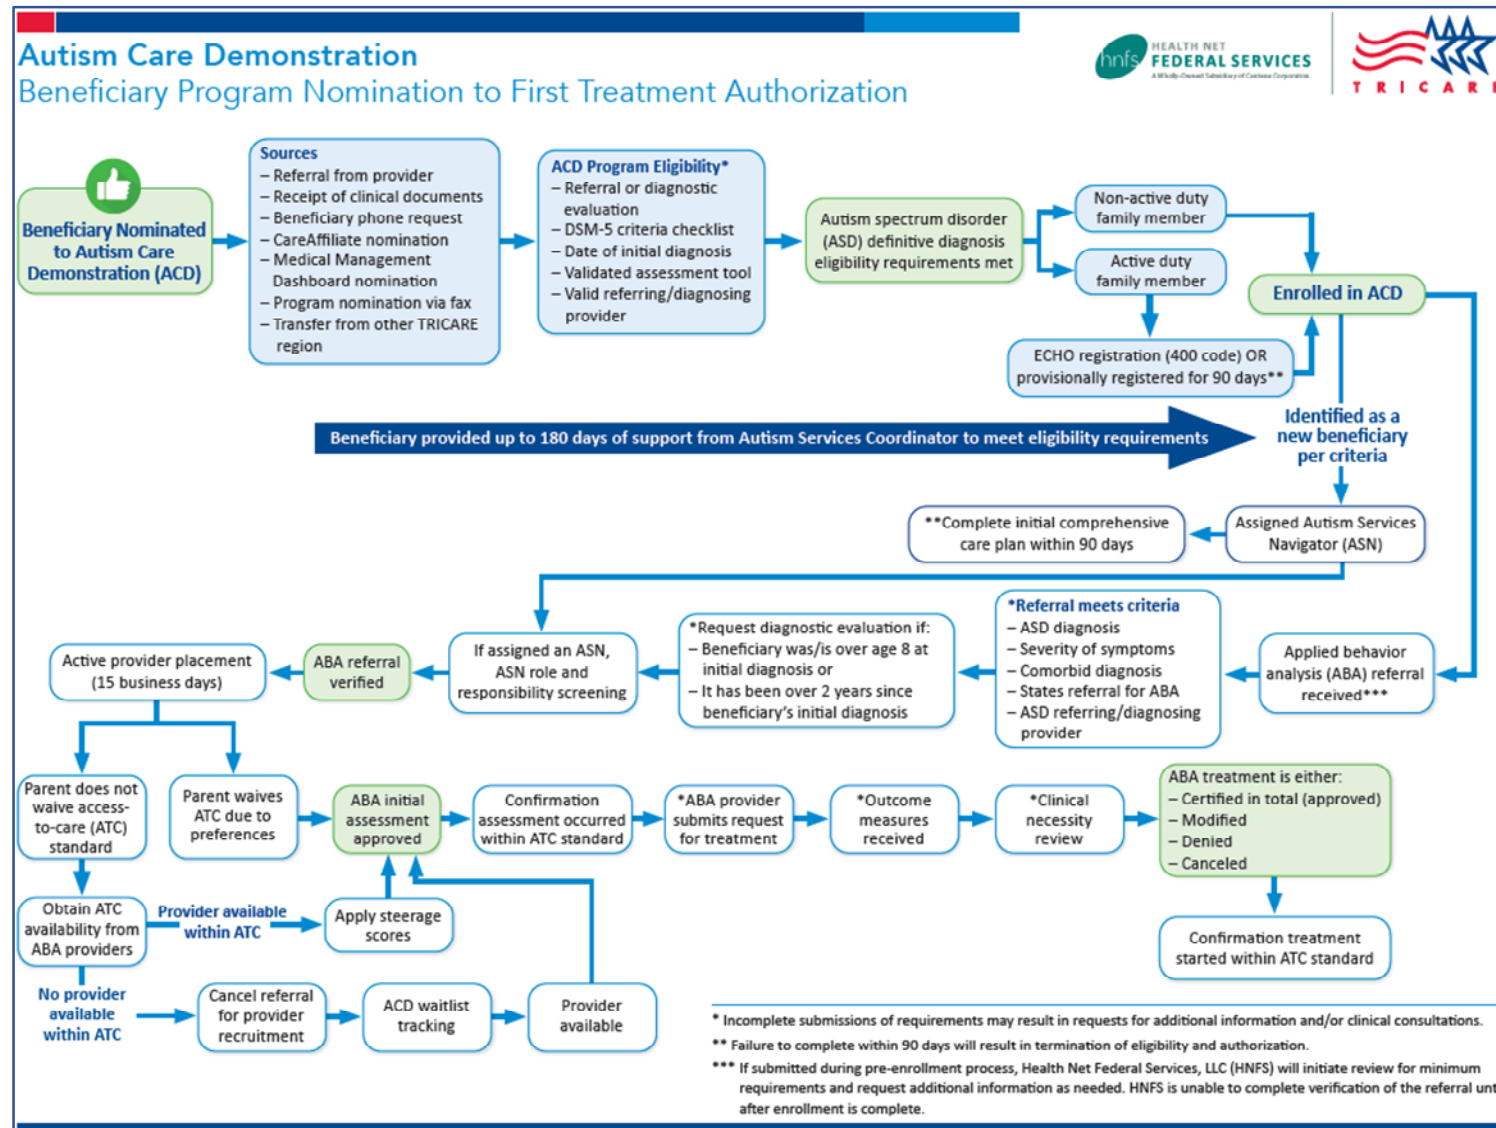 Autism Care Demonstration
Beneficiary Program Nomination to First Treatment Authorization
hnfs
HEALTH NET
FEDERAL SERVICES
A Wholly-Owned Subsidiary of Centene Corporation
TRICARE
Beneficiary Nominated
to Autism Care
Demonstration (ACD)
Sources
– Referral from provider
– Receipt of clinical documents
– Beneficiary phone request
– CareAffiliate nomination
– Medical Management
Dashboard nomination
– Program nomination via fax
– Transfer from other TRICARE
region
ACD Program Eligibility*
– Referral or diagnostic
evaluation
– DSM-5 criteria checklist
– Date of initial diagnosis
– Validated assessment tool
– Valid referring/diagnosing
provider
Autism spectrum disorder
(ASD) definitive diagnosis
eligibility requirements met
Non-active duty
family member
Active duty
family member
ECHO registration (400 code) OR
provisionally registered for 90 days**
Enrolled in ACD
Beneficiary provided up to 180 days of support from Autism Services Coordinator to meet eligibility requirements
Identified as a
new beneficiary
per criteria
Assigned Autism Services
Navigator (ASN)
**Complete initial comprehensive
care plan within 90 days
Applied behavior
analysis (ABA) referral
received***
*Referral meets criteria
– ASD diagnosis
– Severity of symptoms
– Comorbid diagnosis
– States referral for ABA
– ASD referring/diagnosing
provider
*Request diagnostic evaluation if:
– Beneficiary was/is over age 8 at
initial diagnosis or
– It has been over 2 years since
beneficiary's initial diagnosis
If assigned an ASN,
ASN role and
responsibility screening
ABA referral
verified
Active provider placement
(15 business days)
Parent does not
waive access-
to-care (ATC)
standard
Parent waives
ATC due to
preferences
ABA initial
assessment
approved
Confirmation
assessment occurred
within ATC standard
*ABA provider
submits request
for treatment
*Outcome
measures
received
*Clinical
necessity
review
ABA treatment is either:
– Certified in total (approved)
– Modified
– Denied
– Canceled
Confirmation treatment
started within ATC standard
Obtain ATC
availability from
ABA providers
Provider available
within ATC
Apply steerage
scores
No provider
available
within ATC
Cancel referral
for provider
recruitment
ACD waitlist
tracking
Provider
available
* Incomplete submissions of requirements may result in requests for additional information and/or clinical consultations.
** Failure to complete within 90 days will result in termination of eligibility and authorization.
*** If submitted during pre-enrollment process, Health Net Federal Services, LLC (HNFS) will initiate review for minimum
requirements and request additional information as needed. HNFS is unable to complete verification of the referral unt
after enrollment is complete.